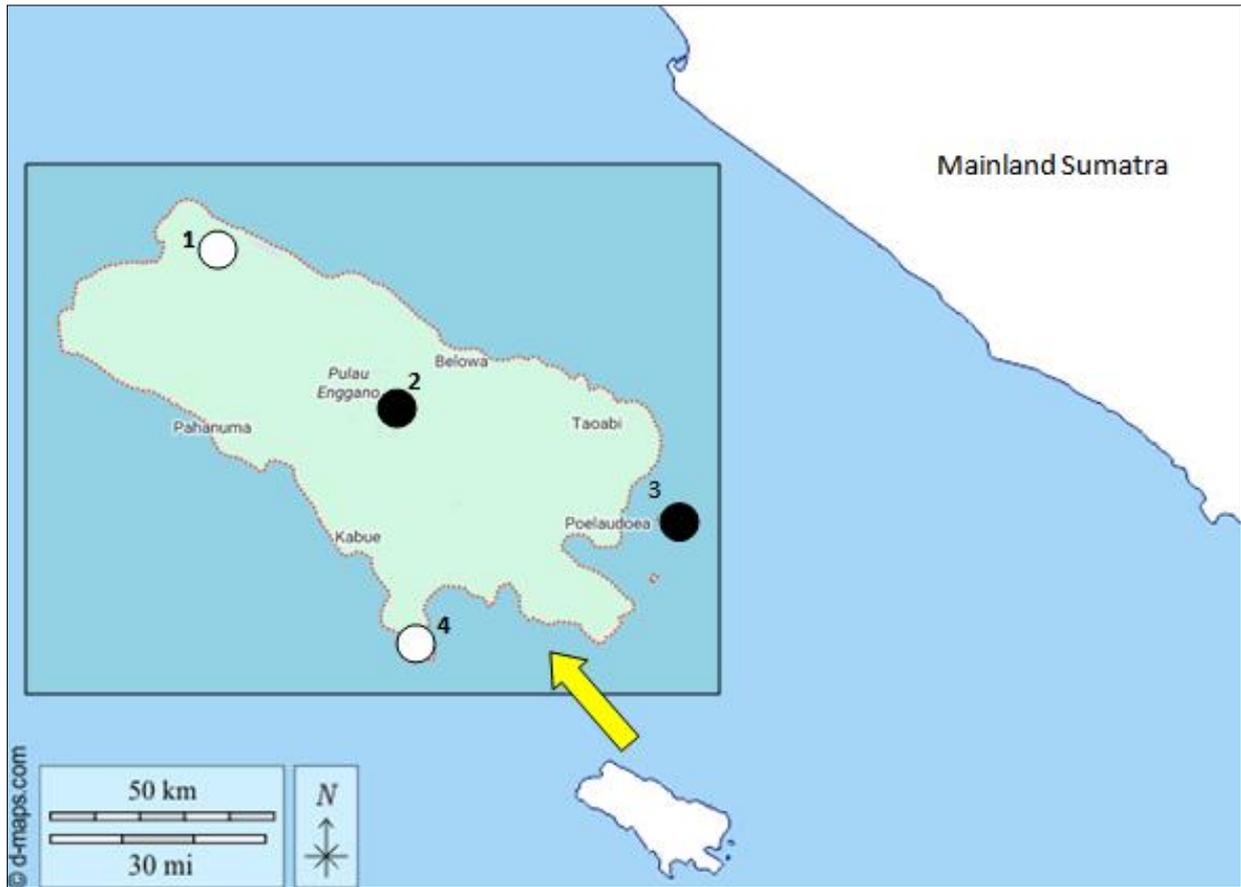 Mainland Sumatra
1
Belowa
2
Pulau
Enggano
Pahanuma
Taoabi
3
Poelaudoea
Kabue
4
50 km
30 mi
N
© d-maps.com